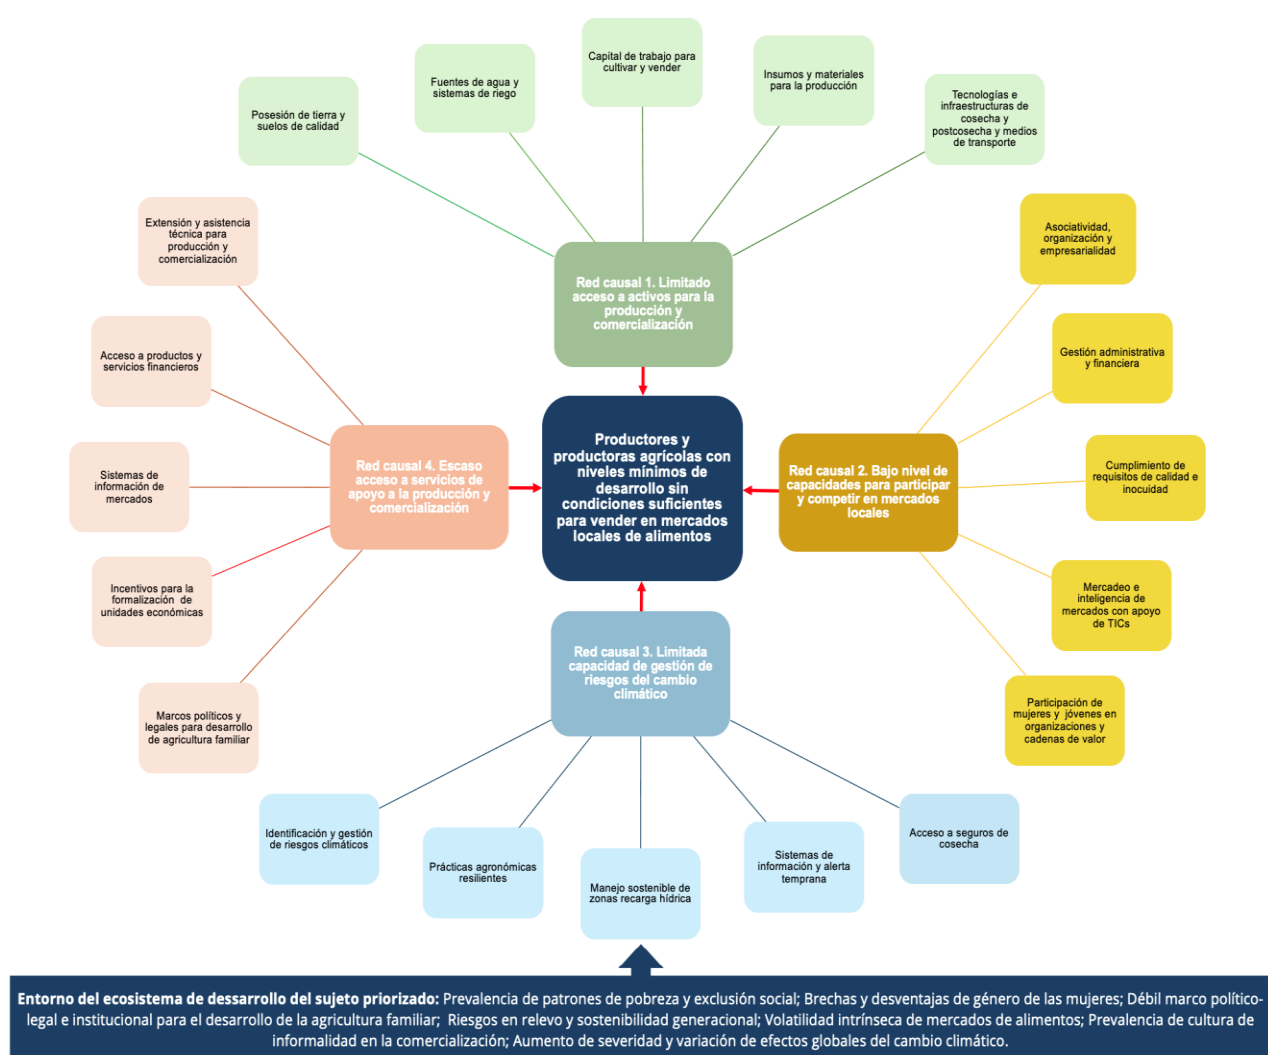 Capital de trabajo para
cultivar y vender
Fuentes de agua y
sistemas de riego
Insumos y materiales
para la producción
Posesión de tierra y
suelos de calidad
Tecnologías e
infraestructuras de
cosecha y
postcosecha y medios
de transporte
Red causal 1. Limitado
acceso a activos para la
producción y
comercialización
Extensión y asistencia
técnica para
producción y
comercialización
Acceso a productos y
servicios financieros
Sistemas de
información de
mercados
Incentivos para la
formalización de
unidades económicas
Marcos políticos y
legales para desarrollo
de agricultura familiar
Red causal 4. Escaso
acceso a servicios de
apoyo a la producción y
comercialización
Productores y
productoras agrícolas con
niveles mínimos de
desarrollo sin
condiciones suficientes
para vender en mercados
locales de alimentos
Red causal 2. Bajo nivel de
capacidades para participar
y competir en mercados
locales
Asociatividad,
organización y
empresarialidad
Gestión administrativa
y financiera
Cumplimiento de
requisitos de calidad e
inocuidad
Mercadeo e
inteligencia de
mercados con apoyo
de TICs
Participación de
mujeres y jóvenes en
organizaciones y
cadenas de valor
Red causal 3. Limitada
capacidad de gestión de
riesgos del cambio
climático
Identificación y gestión
de riesgos climáticos
Prácticas agronómicas
resilientes
Manejo sostenible de
zonas recarga hídrica
Sistemas de
información y alerta
temprana
Acceso a seguros de
cosecha
Entorno del ecosistema de dessarrollo del sujeto priorizado: Prevalencia de patrones de pobreza y exclusión social; Brechas y desventajas de género de las mujeres; Débil marco político-
legal e institucional para el desarrollo de la agricultura familiar; Riesgos en relevo y sostenibilidad generacional; Volatilidad intrínseca de mercados de alimentos; Prevalencia de cultura de
informalidad en la comercialización; Aumento de severidad y variación de efectos globales del cambio climático.